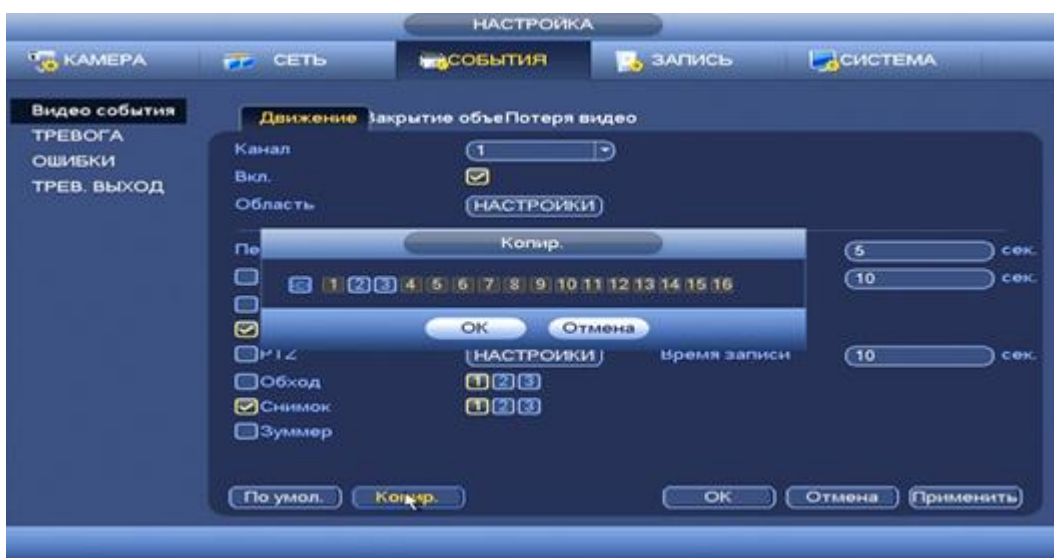 НАСТРОЙКА
КАМЕРА СЕТЬ СОБЫТИЯ ЗАПИСЬ СИСТЕМА
Видео события
ТРЕВОГА
ОШИБКИ
ТРЕВ. ВЫХОД
Движение Закрытие объе Потеря видео
Канал 1
Вкл.
Область НАСТРОЙКИ
Пе 5 сек.
10 сек.
Копир.
1 2 3 4 5 6 7 8 9 10 11 12 13 14 15 16
ОК Отмена
PTZ НАСТРОЙКИ Время записи 10 сек.
Обход 1 2 3
Снимок 1 2 3
Зуммер
По умол. Копир. ОК Отмена Применить